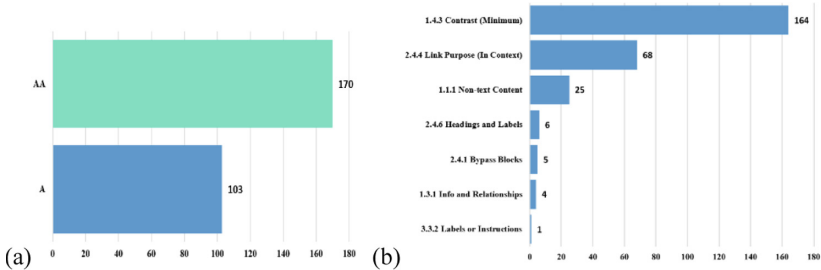 AA
170
A
103
0 20 40 60 80 100 120 140 160 180
(a)
1.4.3 Contrast (Minimum)
164
2.4.4 Link Purpose (In Context)
68
1.1.1 Non-text Content
25
2.4.6 Headings and Labels
6
2.4.1 Bypass Blocks
5
1.3.1 Info and Relationships
4
3.3.2 Labels or Instructions
1
0 20 40 60 80 100 120 140 160 180
(b)